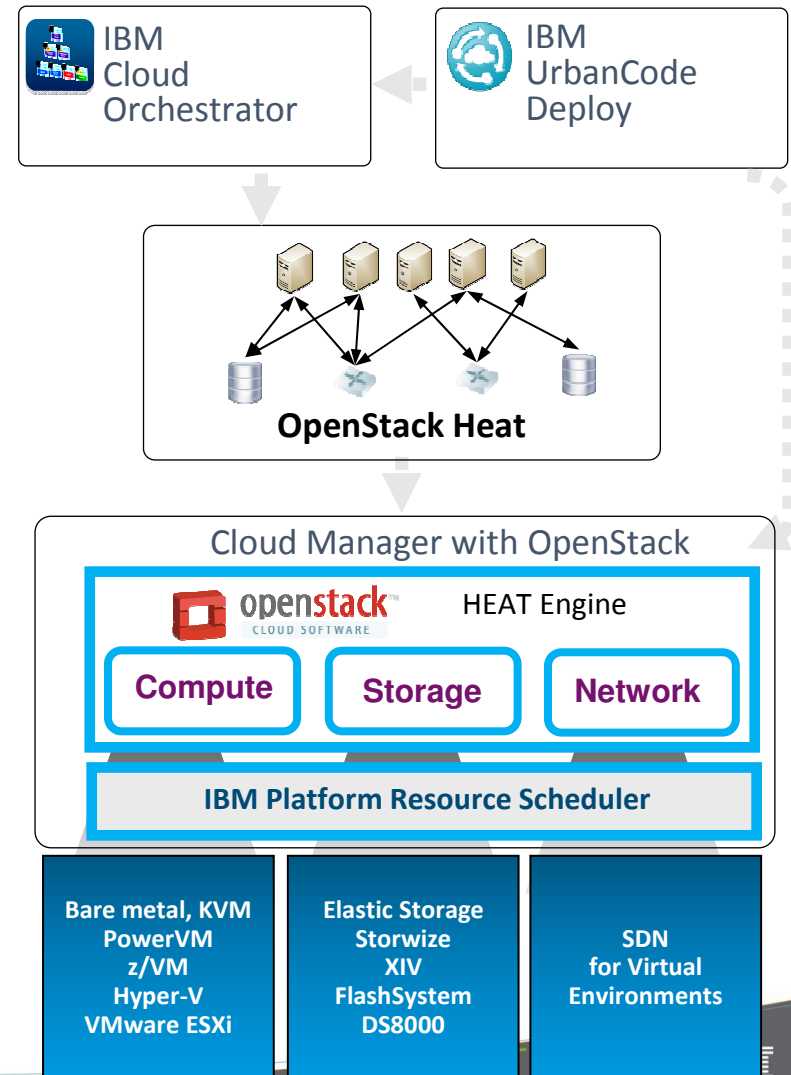 IBM
Cloud
Orchestrator
IBM
UrbanCode
Deploy
OpenStack Heat
Cloud Manager with OpenStack
openstack™
CLOUD SOFTWARE
HEAT Engine
Compute
Storage
Network
IBM Platform Resource Scheduler
Bare metal, KVM
PowerVM
z/VM
Hyper-V
VMware ESXi
Elastic Storage
Storwize
XIV
FlashSystem
DS8000
SDN
for Virtual
Environments